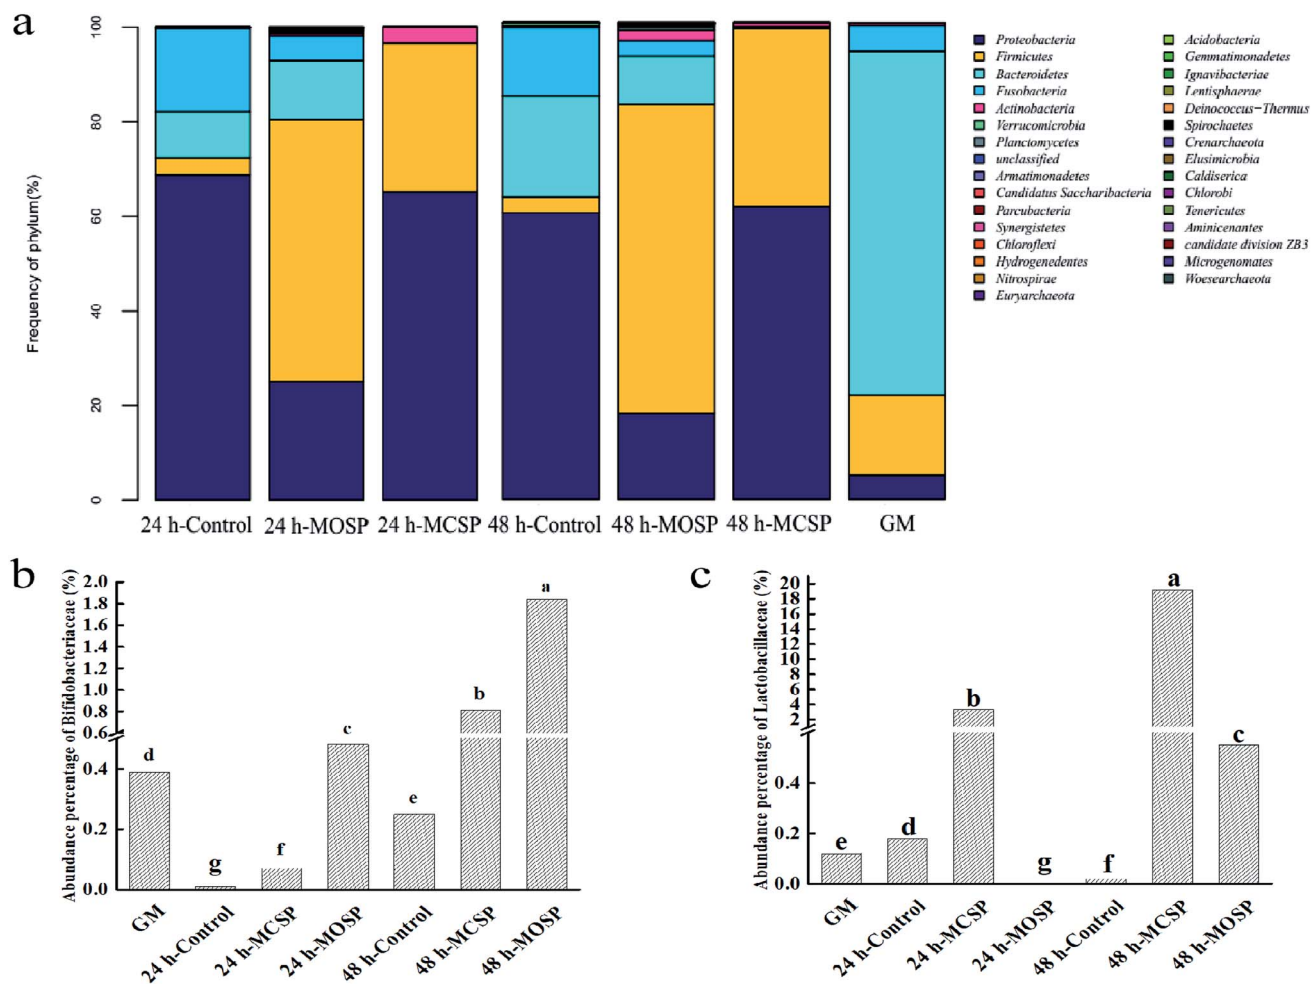 a
Frequency of phylum(%)
100
80
60
40
20
0
24 h-Control
24 h-MOSP
24 h-MCSP
48 h-Control
48 h-MOSP
48 h-MCSP
GM
Proteobacteria
Firmicutes
Bacteroidetes
Fusobacteria
Actinobacteria
Verrucomicrobia
Planctomycetes
unclassified
Armatimonadetes
Candidatus Saccharibacteria
Parcubacteria
Synergistetes
Chloroflexi
Hydrogenedentes
Nitrospirae
Euryarchaeota
Acidobacteria
Gemmatimonadetes
Ignavibacteriae
Lentisphaerae
Deinococcus-Thermus
Spirochaetes
Crenarchaeota
Elusimicrobia
Caldiserica
Chlorobi
Tenericutes
Aminicenantes
candidate division ZB3
Microgenomates
Woesearchaeota
b
Abundance percentage of Bifidobacteriaceae (%)
2.0
1.8
1.6
1.4
1.2
1.0
0.8
0.6
0.4
0.2
0.0
d
g
f
c
e
b
a
GM
24 h-Control
24 h-MCSP
24 h-MOSP
48 h-Control
48 h-MCSP
48 h-MOSP
c
Abundance percentage of Lactobacillaceae (%)
20
18
16
14
12
10
8
6
4
2
0.4
0.2
0.0
e
d
b
g
f
a
c
GM
24 h-Control
24 h-MCSP
24 h-MOSP
48 h-Control
48 h-MCSP
48 h-MOSP